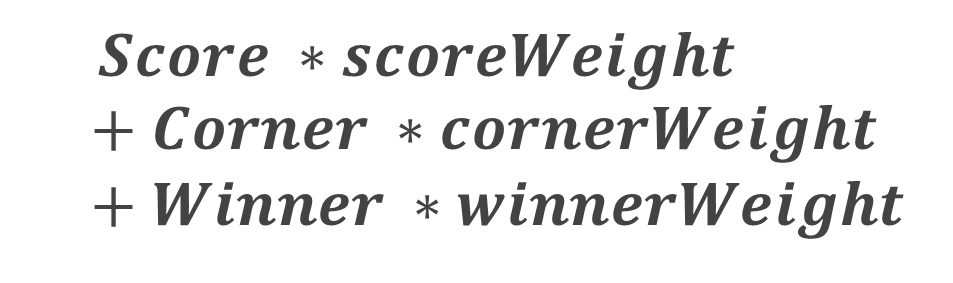 Score * scoreWeight
+ Corner * cornerWeight
+ Winner * winnerWeight